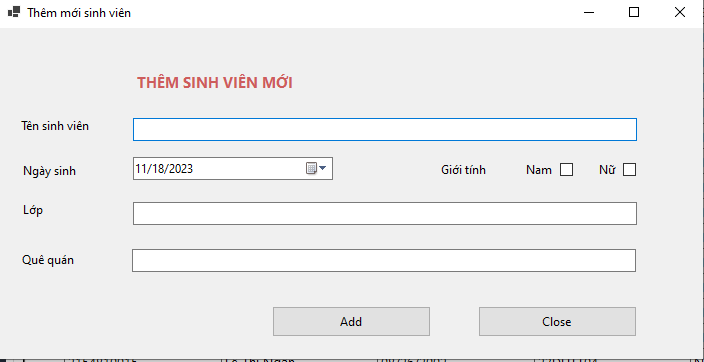 Thêm mới sinh viên
THÊM SINH VIÊN MỚI
Tên sinh viên
Ngày sinh 11/18/2023 Giới tính Nam Nữ
Lớp
Quê quán
Add Close